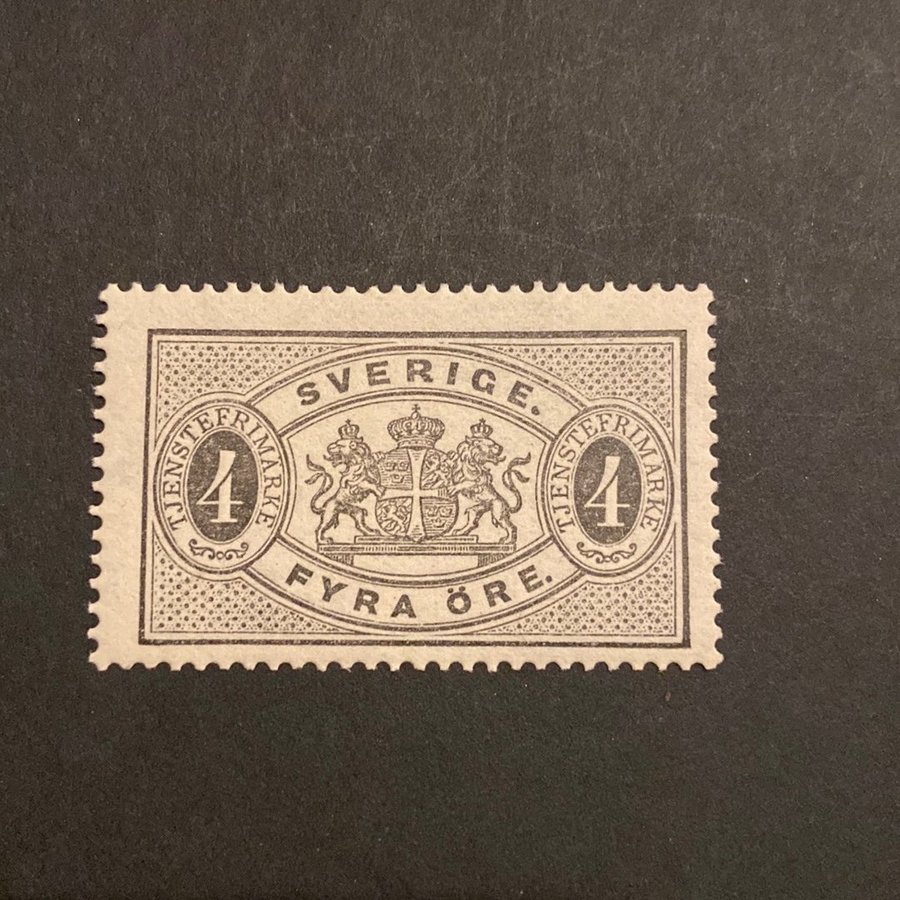 SVERIGE.
TJENSTEFRIMARKE
4
TJENSTEFRIMARKE
4
FYRA ÖRE.